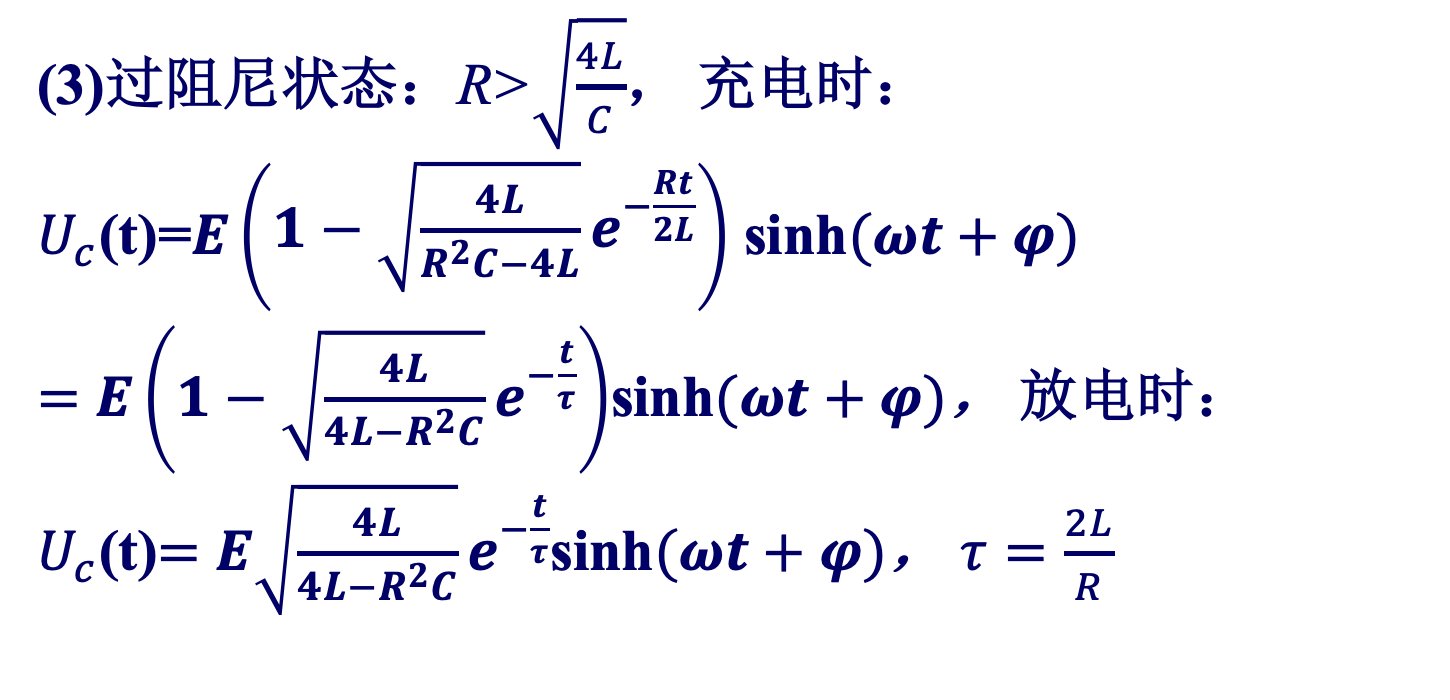 (3)过阻尼状态：R>√(4L/C)， 充电时：
U_c(t)=E(1−√(4L/(R²C−4L)) e^(−Rt/2L)) sinh(ωt+φ)
=E(1−√(4L/(4L−R²C)) e^(−t/τ))sinh(ωt+φ)， 放电时：
U_c(t)=E√(4L/(4L−R²C)) e^(−t/τ)sinh(ωt+φ)， τ=2L/R